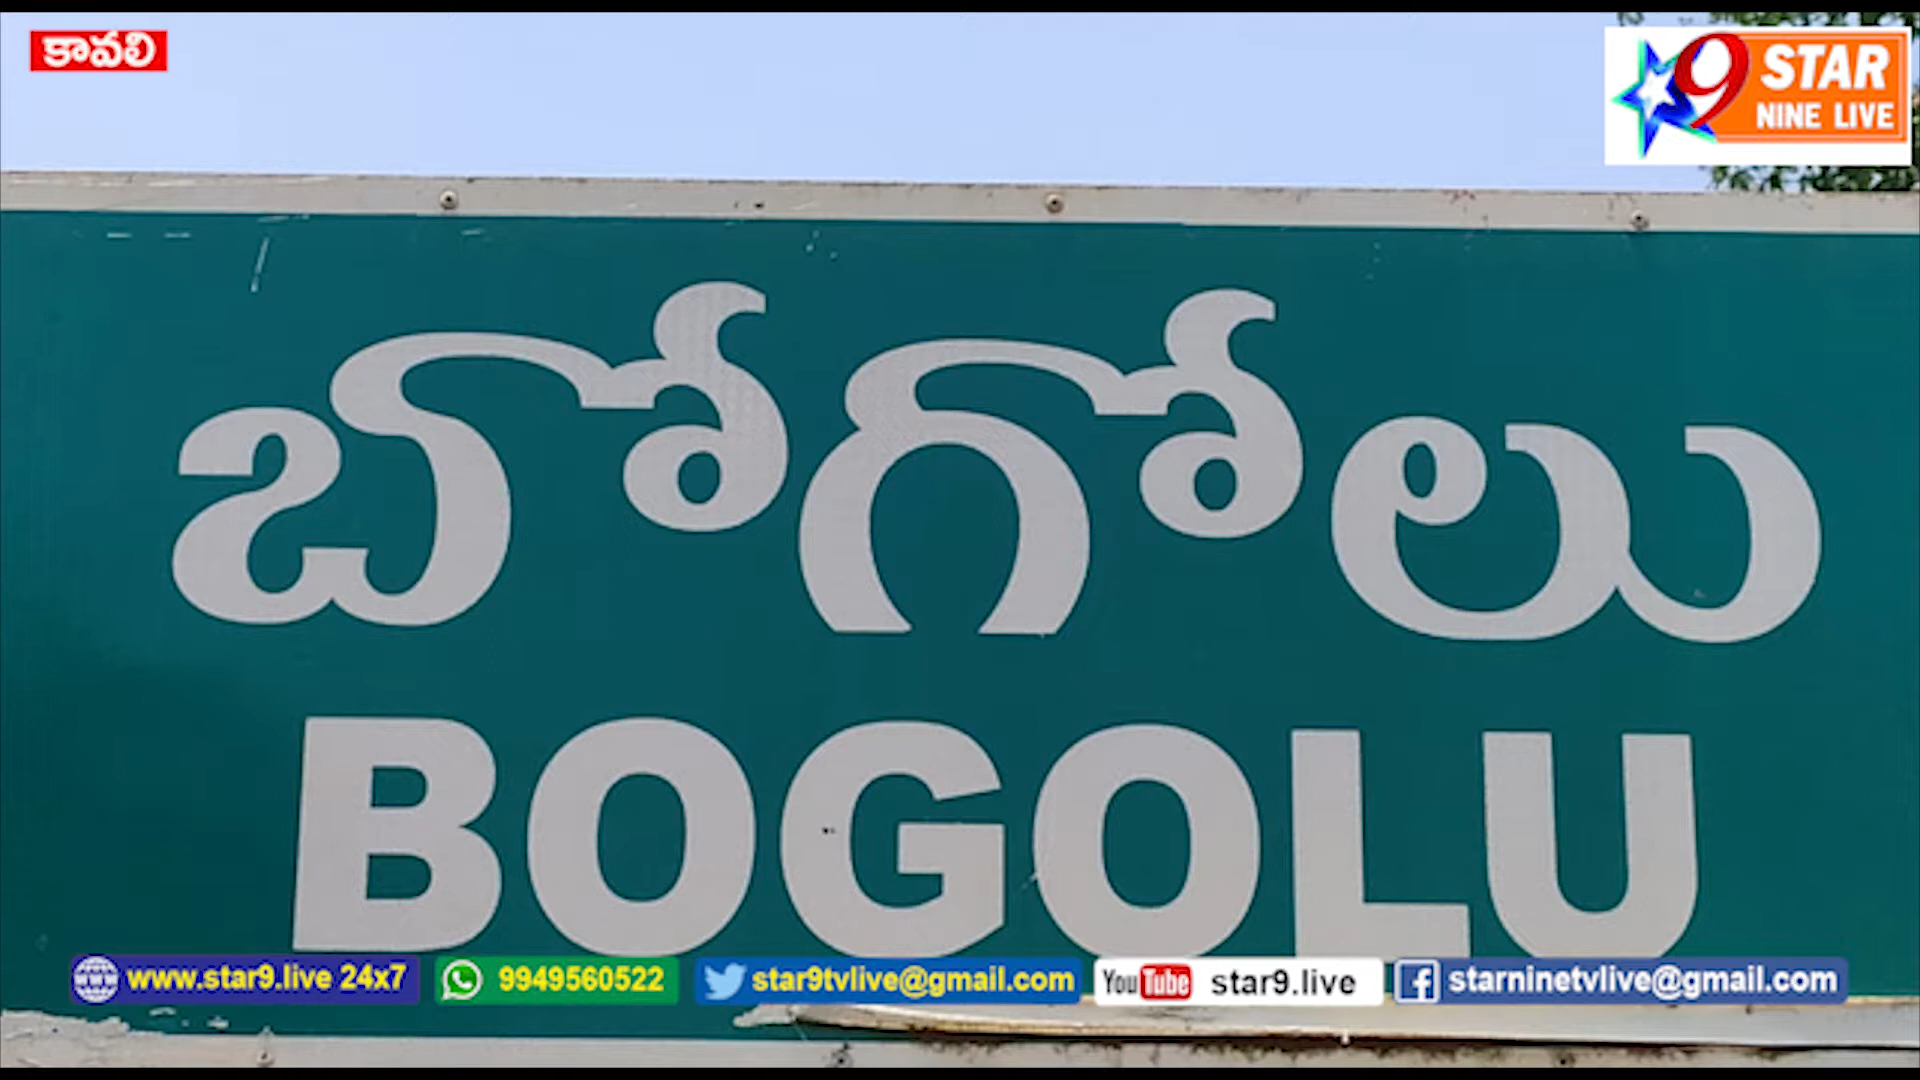 కావలి
9 STAR
NINE LIVE
బోగోలు
BOGOLU
www.star9.live 24x7
9949560522
star9tvlive@gmail.com
YouTube star9.live
starninetvlive@gmail.com